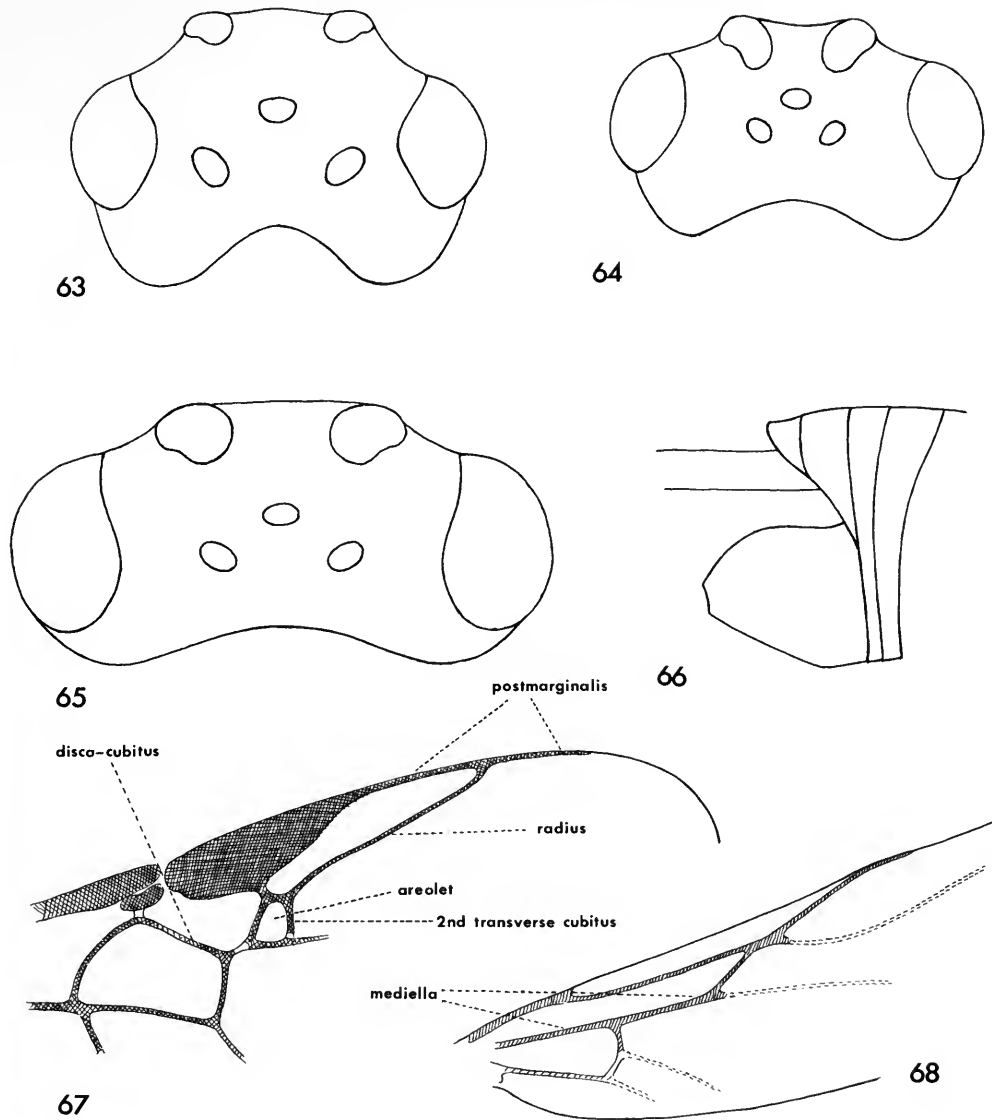 63
64
65
66
postmarginalis
disco-cubitus
radius
areolet
2nd transverse cubitus
mediella
67
68